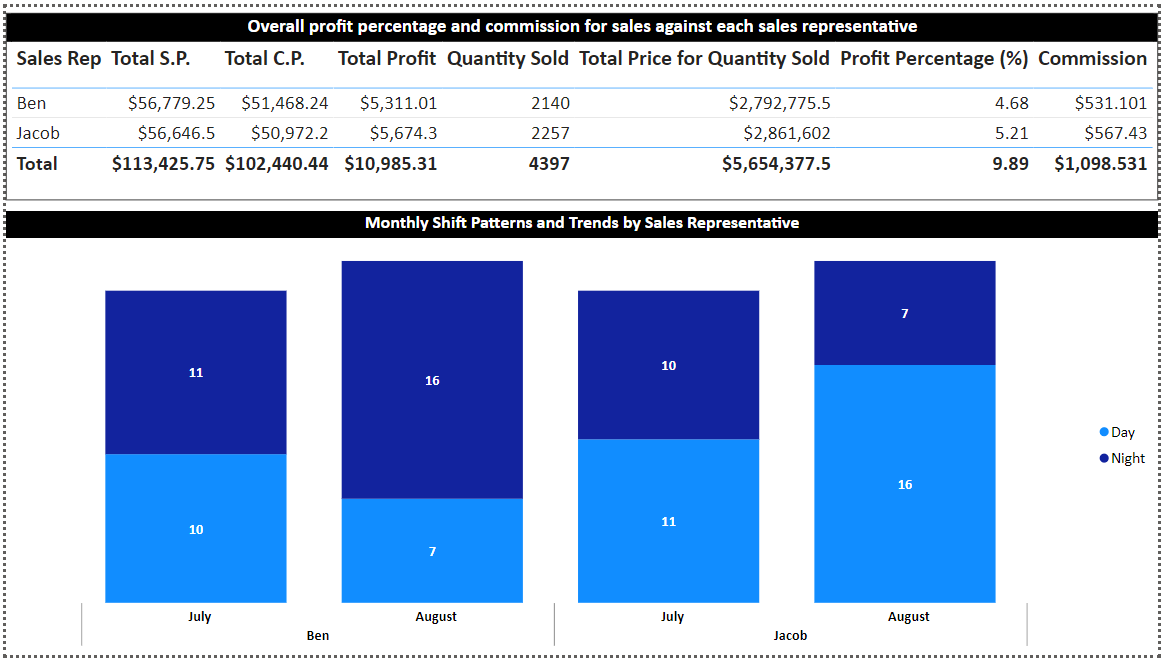 Overall profit percentage and commission for sales against each sales representative
Sales Rep Total S.P. Total C.P. Total Profit Quantity Sold Total Price for Quantity Sold Profit Percentage (%) Commission
Ben $56,779.25 $51,468.24 $5,311.01 2140 $2,792,775.5 4.68 $531.101
Jacob $56,646.5 $50,972.2 $5,674.3 2257 $2,861,602 5.21 $567.43
Total $113,425.75 $102,440.44 $10,985.31 4397 $5,654,377.5 9.89 $1,098.531
Monthly Shift Patterns and Trends by Sales Representative
11 16 10 7
10 7 11 16
Day
Night
July August July August
Ben Jacob